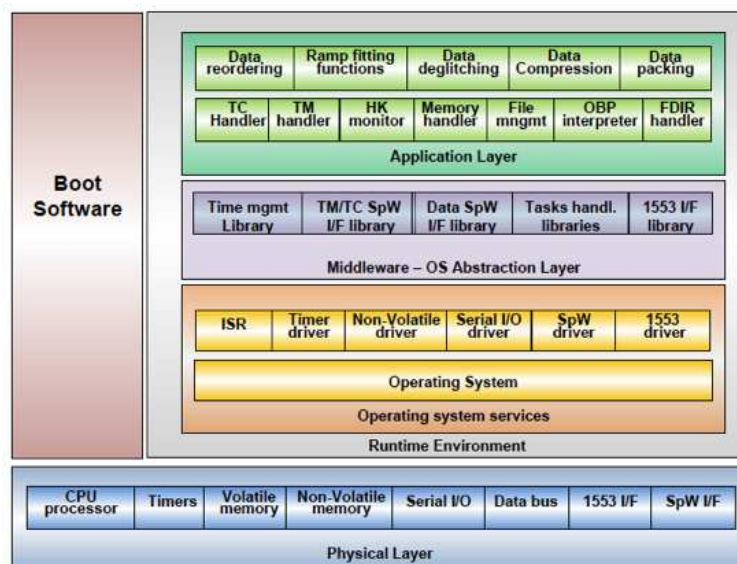 Boot
Software
Data
reordering
Ramp fitting
functions
Data
deglitching
Data
Compression
Data
packing
TC
Handler
TM
handler
HK
monitor
Memory
handler
File
mngmt
OBP
interpreter
FDIR
handler
Application Layer
Time mgmt
Library
TM/TC SpW
I/F library
Data SpW
I/F library
Tasks handl.
libraries
1553 I/F
library
Middleware – OS Abstraction Layer
ISR
Timer
driver
Non-Volatile
driver
Serial I/O
driver
SpW
driver
1553
driver
Operating System
Operating system services
Runtime Environment
CPU
processor
Timers
Volatile
memory
Non-Volatile
memory
Serial I/O
Data bus
1553 I/F
SpW I/F
Physical Layer